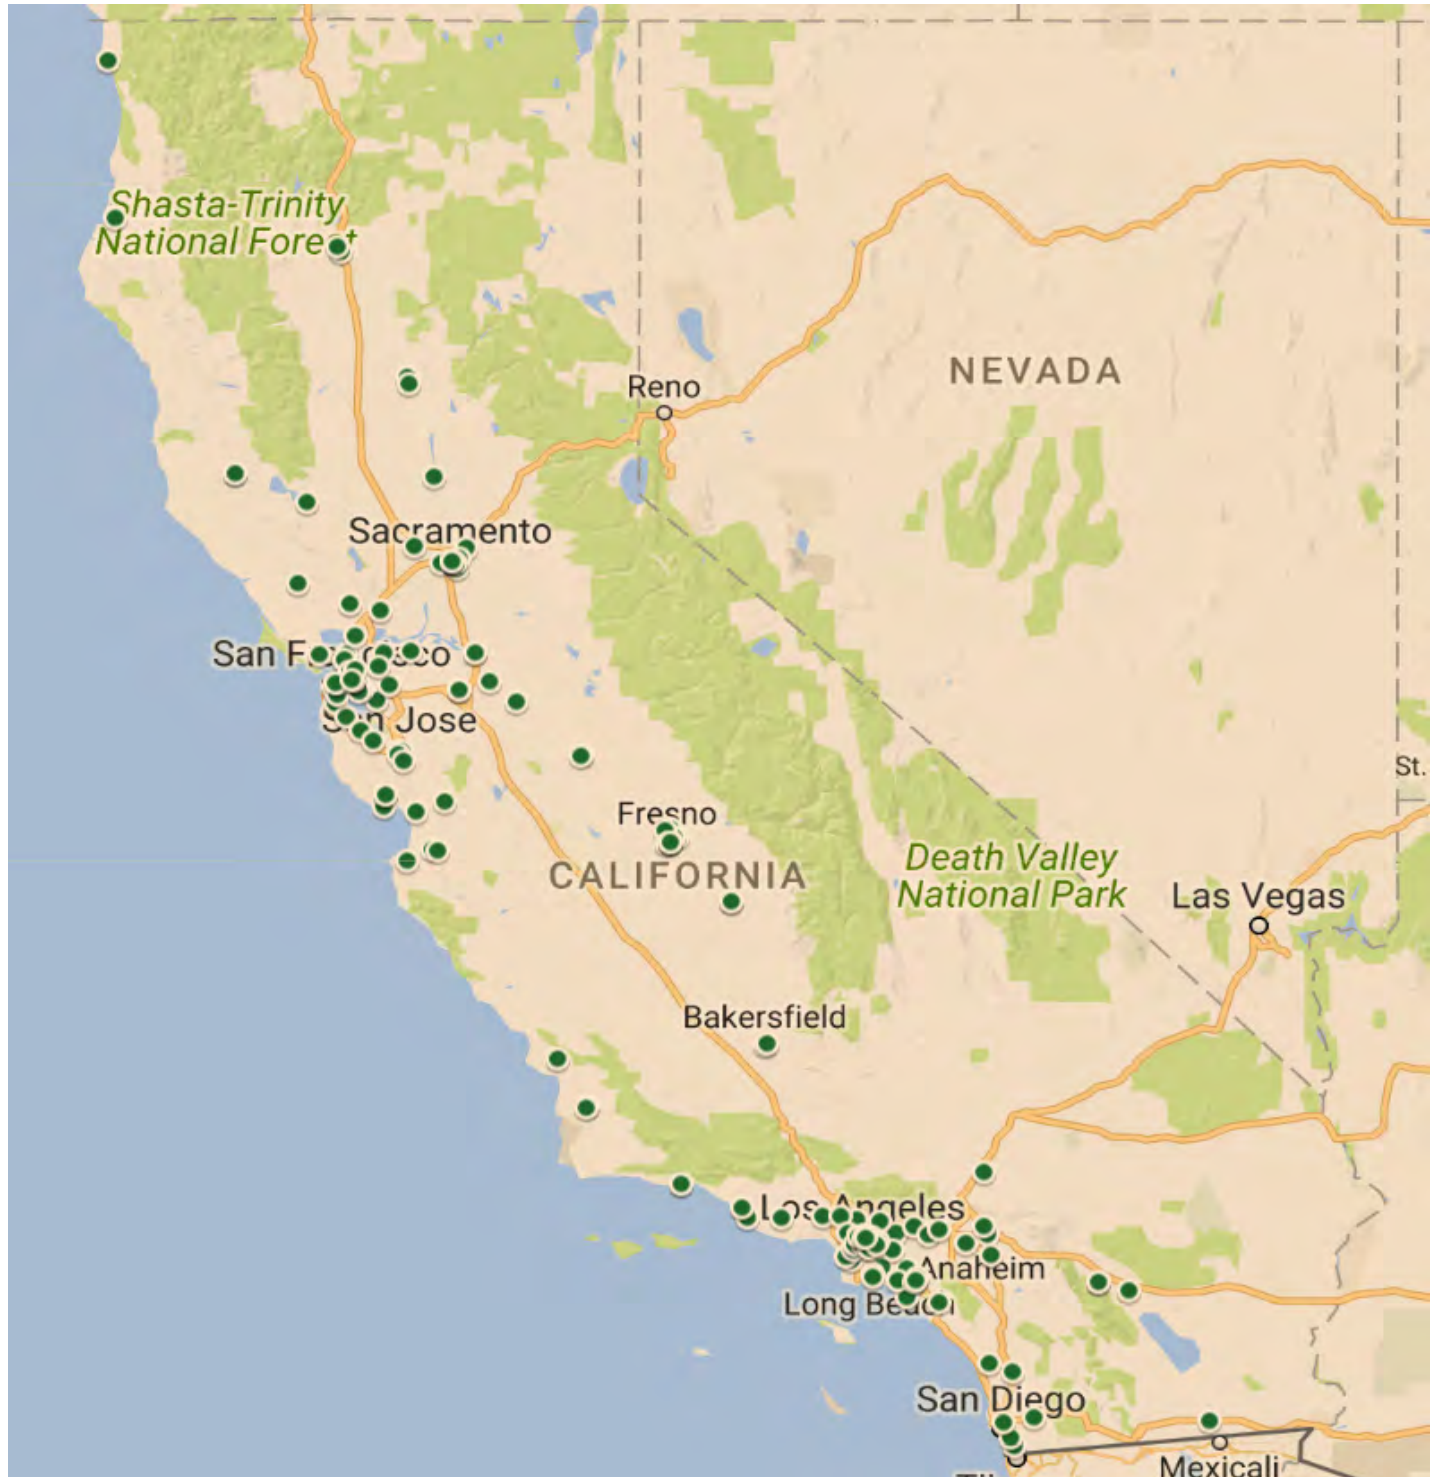 Shasta-Trinity
National Forest
Reno
NEVADA
Sacramento
San Francisco
San Jose
St.
Fresno
CALIFORNIA
Death Valley
National Park
Las Vegas
Bakersfield
Los Angeles
Anaheim
Long Beach
San Diego
Mexicali